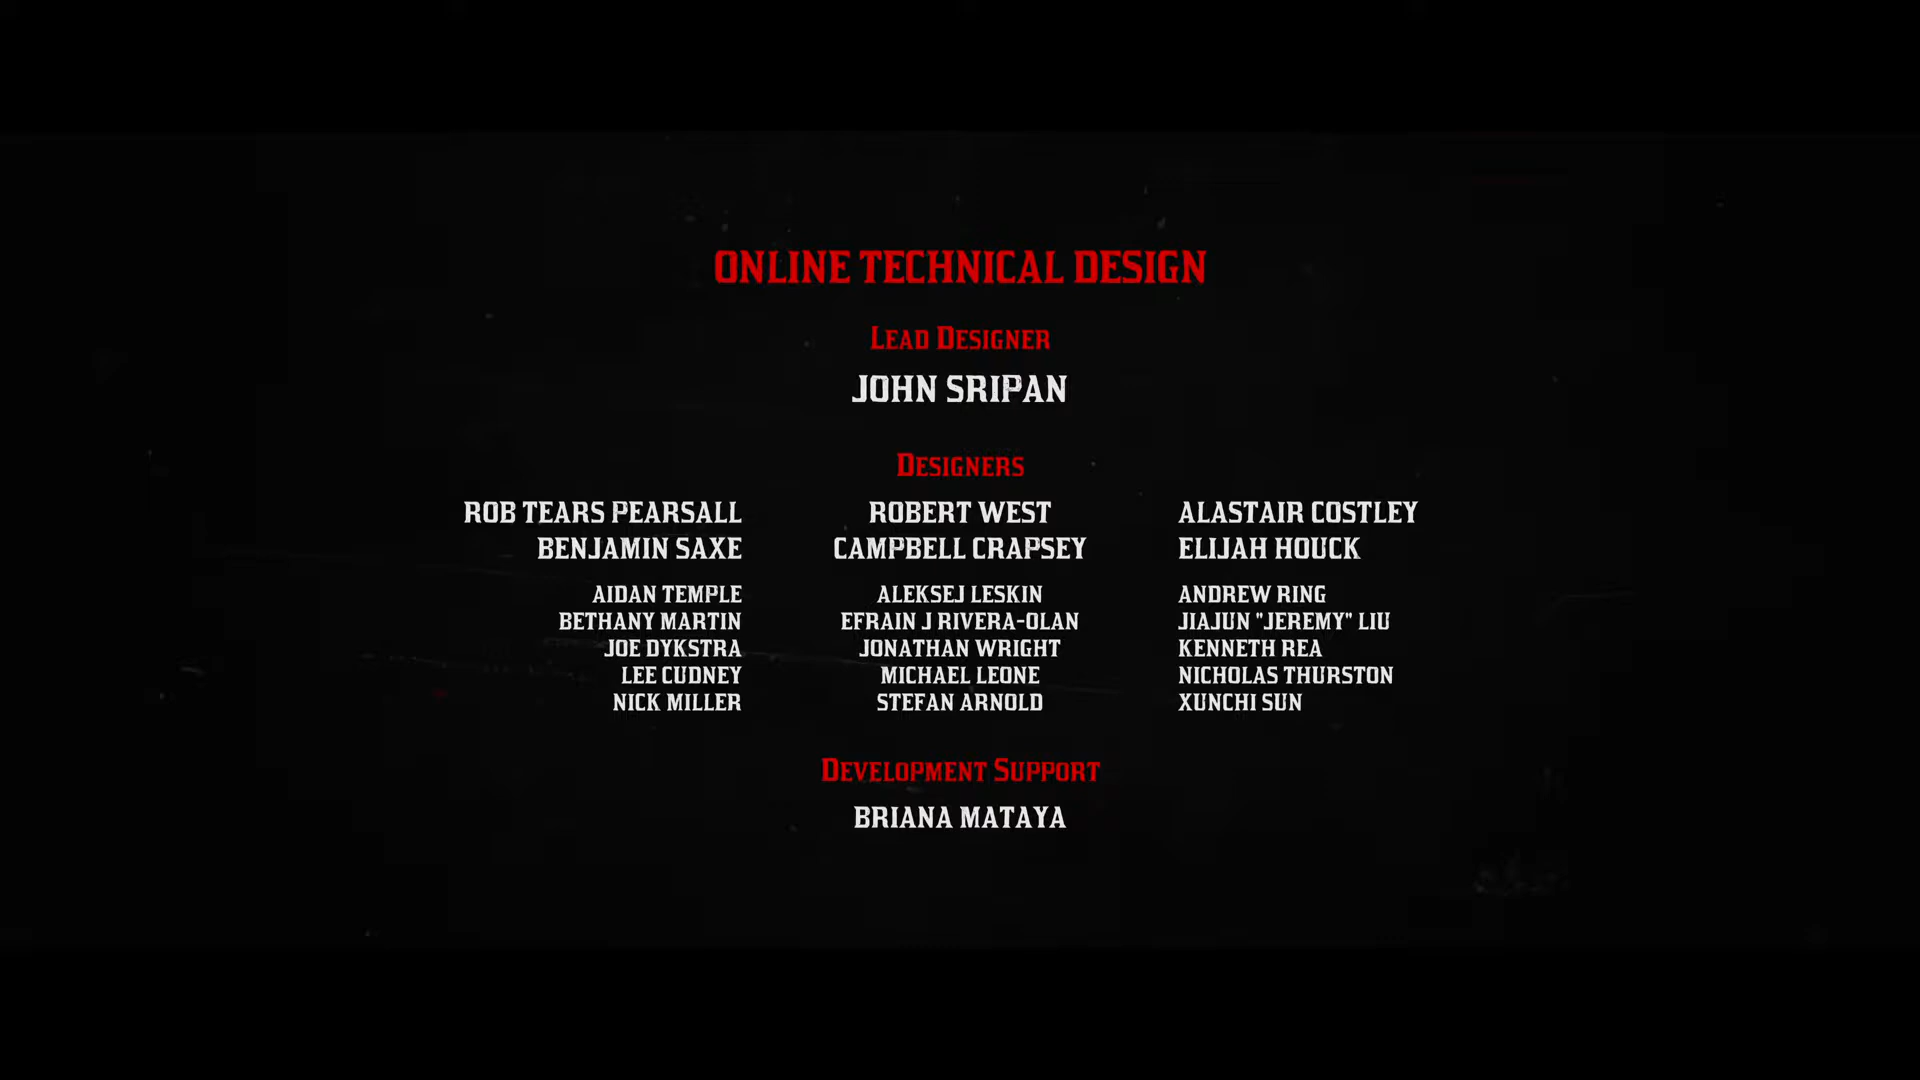 ONLINE TECHNICAL DESIGN
LEAD DESIGNER
JOHN SRIPAN
DESIGNERS
ROB TEARS PEARSALL ROBERT WEST ALASTAIR COSTLEY
BENJAMIN SAXE CAMPBELL CRAPSEY ELIJAH HOUCK
AIDAN TEMPLE ALEKSEJ LESKIN ANDREW RING
BETHANY MARTIN EFRAIN J RIVERA-OLAN JIAJUN "JEREMY" LIU
JOE DYKSTRA JONATHAN WRIGHT KENNETH REA
LEE CUDNEY MICHAEL LEONE NICHOLAS THURSTON
NICK MILLER STEFAN ARNOLD XUNCHI SUN
DEVELOPMENT SUPPORT
BRIANA MATAYA